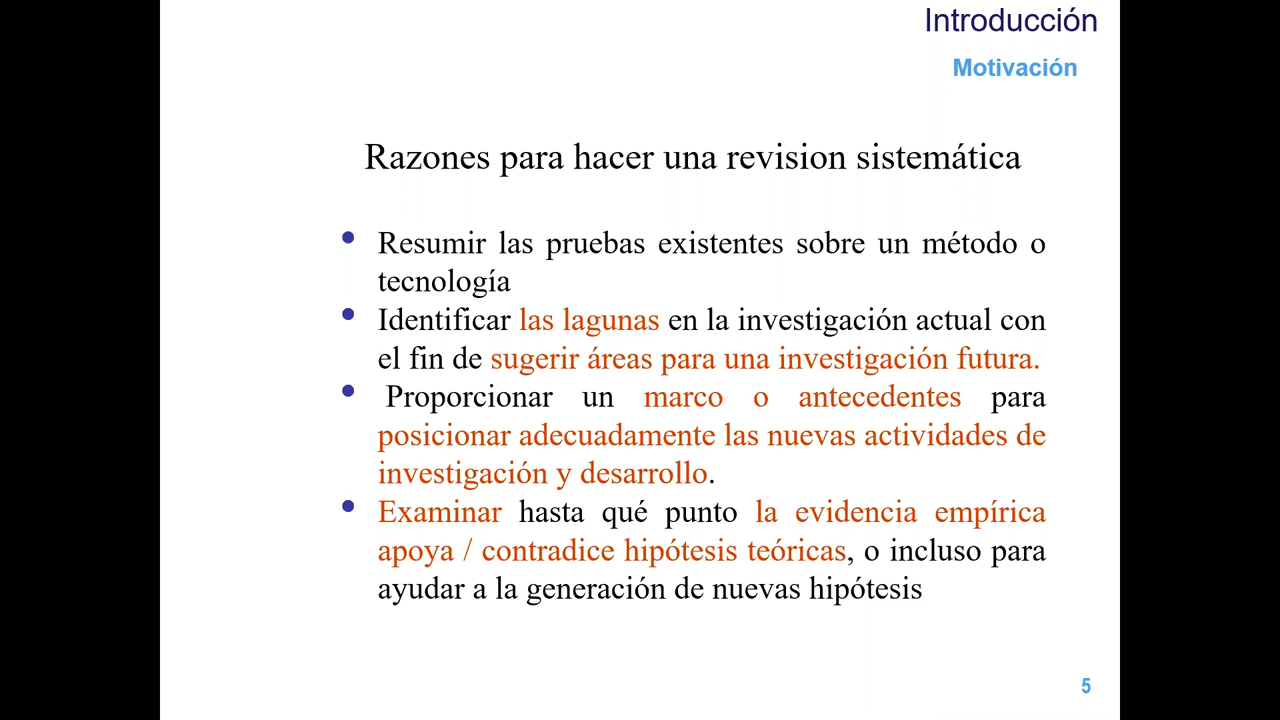 Introducción
Motivación
Razones para hacer una revision sistemática
• Resumir las pruebas existentes sobre un método o
tecnología
• Identificar las lagunas en la investigación actual con
el fin de sugerir áreas para una investigación futura.
• Proporcionar un marco o antecedentes para
posicionar adecuadamente las nuevas actividades de
investigación y desarrollo.
• Examinar hasta qué punto la evidencia empírica
apoya / contradice hipótesis teóricas, o incluso para
ayudar a la generación de nuevas hipótesis
5